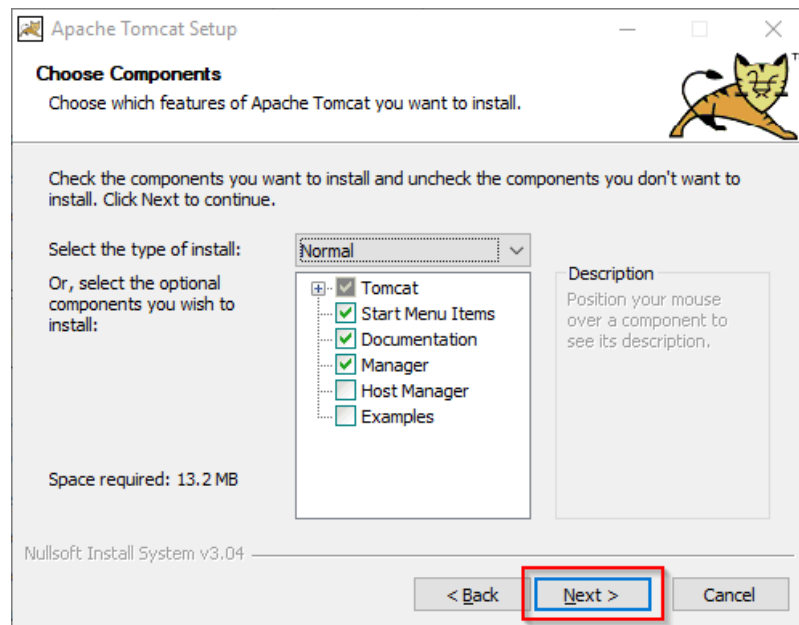 Apache Tomcat Setup
Choose Components
Choose which features of Apache Tomcat you want to install.
Check the components you want to install and uncheck the components you don't want to
install. Click Next to continue.
Select the type of install:
Normal
Or, select the optional
components you wish to
install:
Tomcat
Start Menu Items
Documentation
Manager
Host Manager
Examples
Description
Position your mouse
over a component to
see its description.
Space required: 13.2 MB
Nullsoft Install System v3.04
< Back
Next >
Cancel